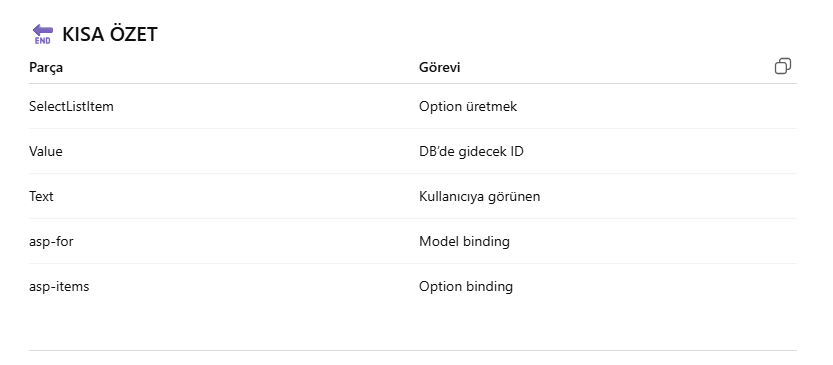 🔚 KISA ÖZET
Parça Görevi
SelectListItem Option üretmek
Value DB’de gidecek ID
Text Kullanıcıya görünen
asp-for Model binding
asp-items Option binding